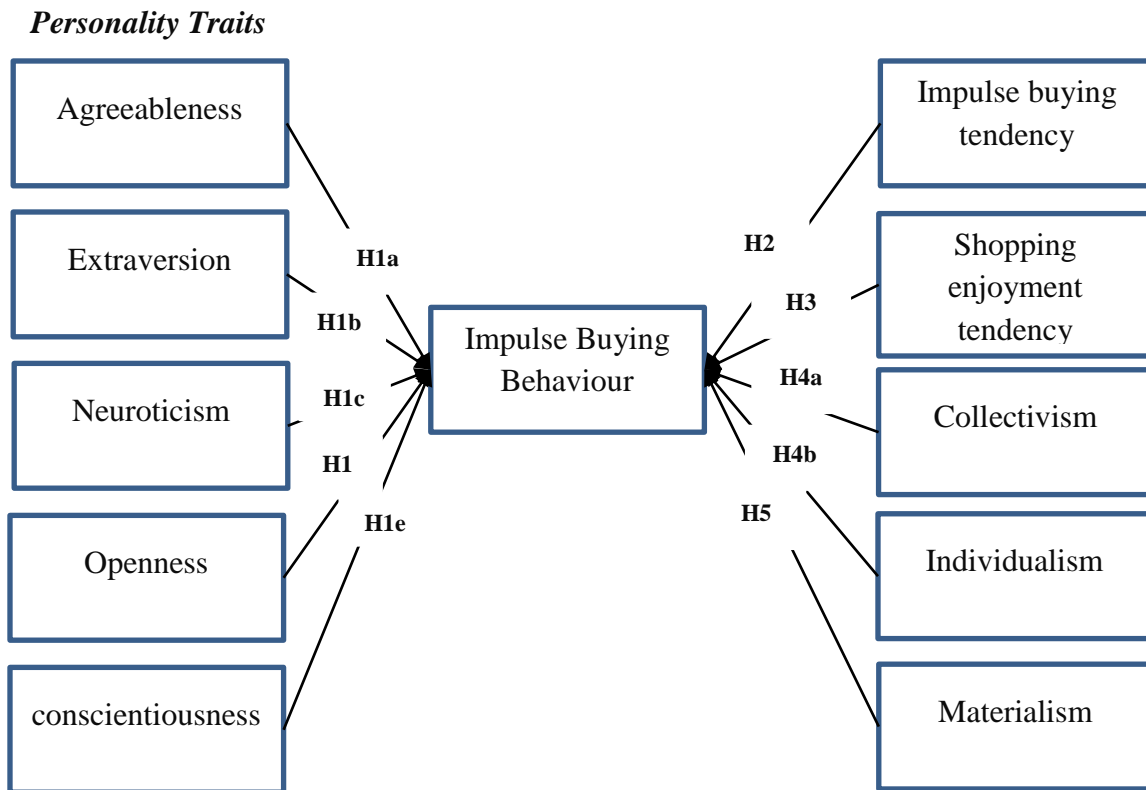 Personality Traits
Agreeableness
Extraversion
Neuroticism
Openness
conscientiousness
H1a
H1b
H1c
H1
H1e
Impulse Buying
Behaviour
H2
H3
H4a
H4b
H5
Impulse buying
tendency
Shopping
enjoyment
tendency
Collectivism
Individualism
Materialism